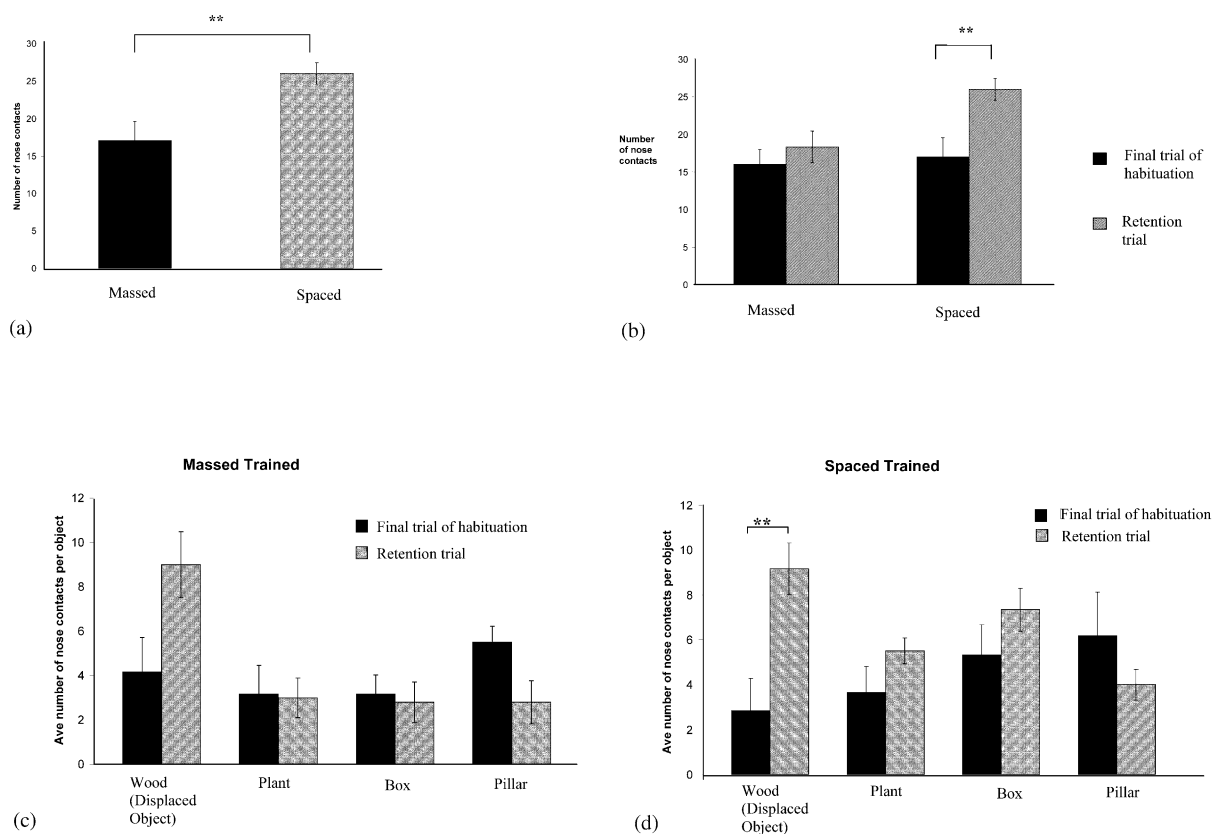 **
30
25
20
15
10
5
0
Number of nose contacts
Massed
Spaced
(a)
**
30
25
20
15
10
5
0
Number
of nose
contacts
Massed
Spaced
Final trial of
habituation
Retention
trial
(b)
Massed Trained
12
10
8
6
4
2
0
Ave number of nose contacts per object
Final trial of habituation
Retention trial
Wood
(Displaced
Object)
Plant
Box
Pillar
(c)
Spaced Trained
12
10
8
6
4
2
0
Ave number of nose contacts per object
**
Final trial of habituation
Retention trial
Wood
(Displaced
Object)
Plant
Box
Pillar
(d)